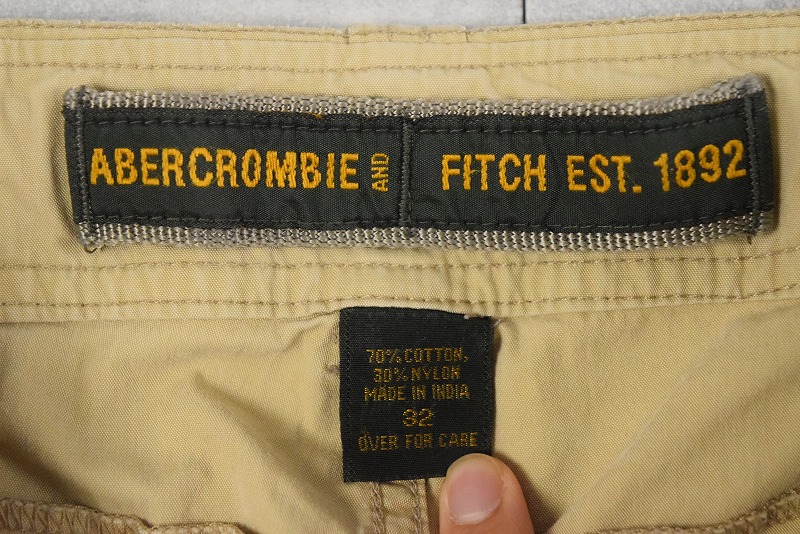 ABERCROMBIE AND FITCH EST. 1892
70% COTTON,
30% NYLON
MADE IN INDIA
32
OVER FOR CARE